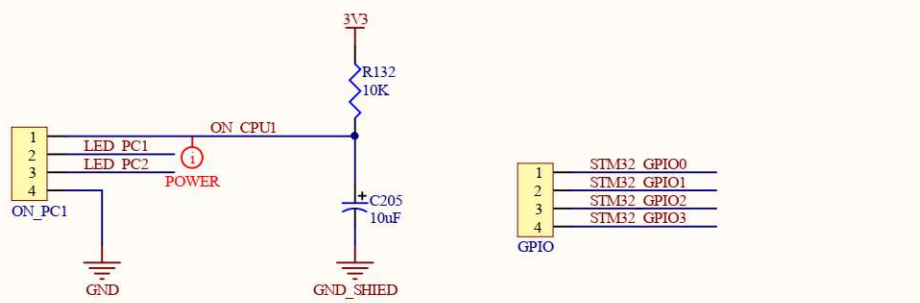 3V3
R132
10K
ON_CPU1
1
LED_PC1
2
LED_PC2
3
4
i
POWER
ON_PC1
+
C205
10uF
GND
GND_SHIED
1
STM32_GPIO0
2
STM32_GPIO1
3
STM32_GPIO2
4
STM32_GPIO3
GPIO